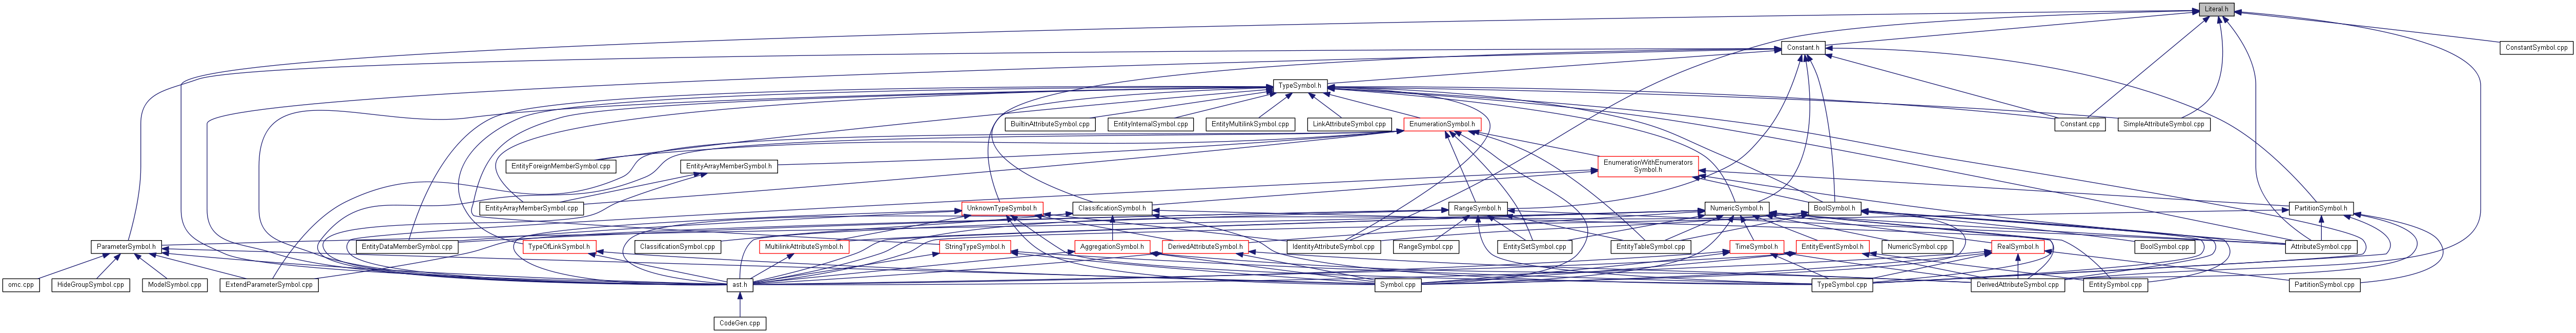 Literal.h
Constant.h
ConstantSymbol.cpp
TypeSymbol.h
BuiltinAttributeSymbol.cpp
EntityInternalSymbol.cpp
EntityMultilinkSymbol.cpp
LinkAttributeSymbol.cpp
EnumerationSymbol.h
Constant.cpp
SimpleAttributeSymbol.cpp
EntityForeignMemberSymbol.cpp
EntityArrayMemberSymbol.h
EnumerationWithEnumerators
Symbol.h
EntityArrayMemberSymbol.cpp
UnknownTypeSymbol.h
ClassificationSymbol.h
RangeSymbol.h
NumericSymbol.h
BoolSymbol.h
PartitionSymbol.h
ParameterSymbol.h
EntityDataMemberSymbol.cpp
TypeOfLinkSymbol.h
ClassificationSymbol.cpp
MultilinkAttributeSymbol.h
StringTypeSymbol.h
AggregationSymbol.h
DerivedAttributeSymbol.h
IdentityAttributeSymbol.cpp
RangeSymbol.cpp
EntitySetSymbol.cpp
EntityTableSymbol.cpp
TimeSymbol.h
EntityEventSymbol.h
NumericSymbol.cpp
RealSymbol.h
BoolSymbol.cpp
AttributeSymbol.cpp
omc.cpp
HideGroupSymbol.cpp
ModelSymbol.cpp
ExtendParameterSymbol.cpp
ast.h
Symbol.cpp
TypeSymbol.cpp
DerivedAttributeSymbol.cpp
EntitySymbol.cpp
PartitionSymbol.cpp
CodeGen.cpp